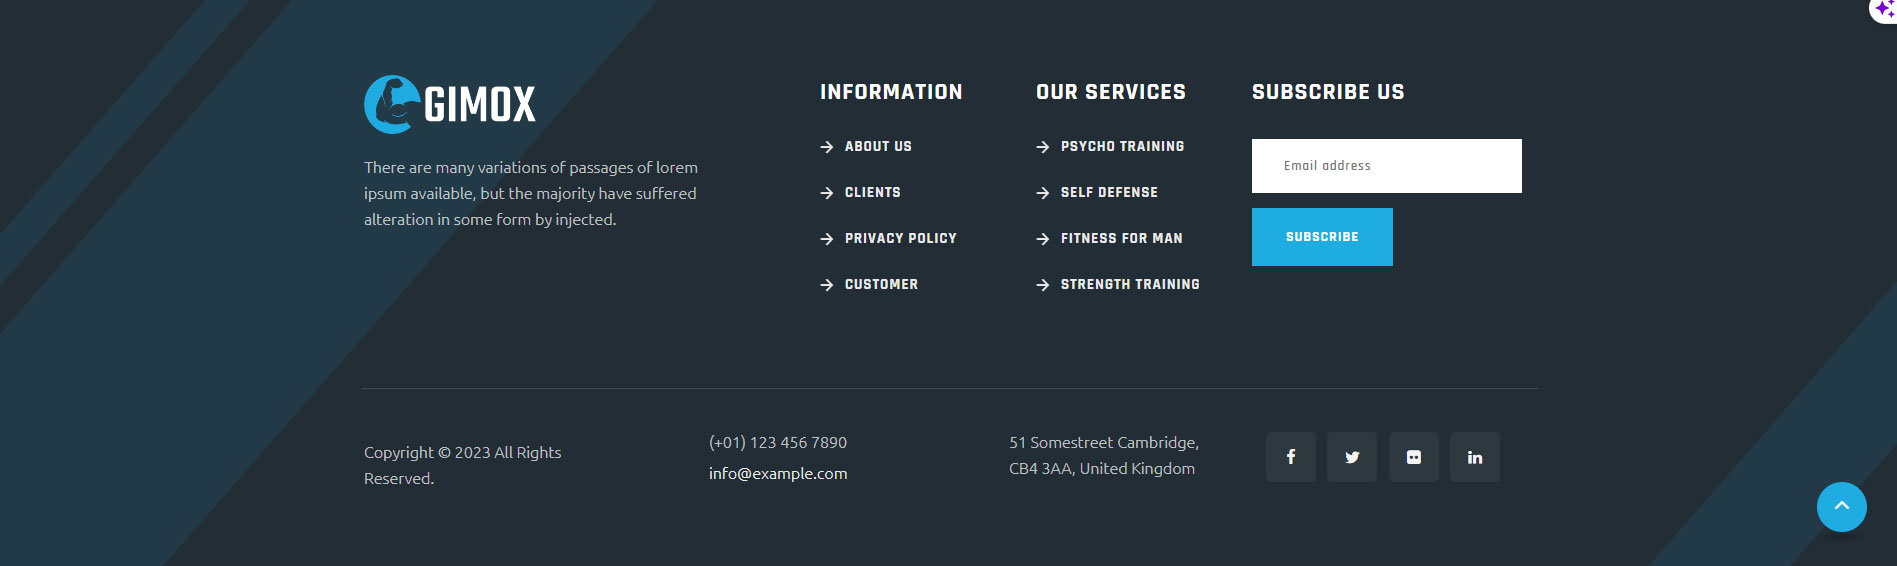 GIMOX
There are many variations of passages of lorem
ipsum available, but the majority have suffered
alteration in some form by injected.
INFORMATION
ABOUT US
CLIENTS
PRIVACY POLICY
CUSTOMER
OUR SERVICES
PSYCHO TRAINING
SELF DEFENSE
FITNESS FOR MAN
STRENGTH TRAINING
SUBSCRIBE US
Email address
SUBSCRIBE
Copyright © 2023 All Rights
Reserved.
(+01) 123 456 7890
info@example.com
51 Somestreet Cambridge,
CB4 3AA, United Kingdom